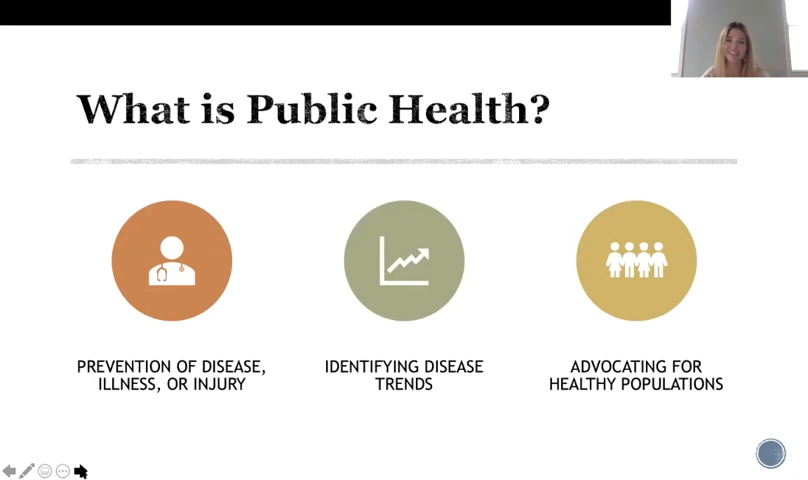 What is Public Health?
PREVENTION OF DISEASE,
ILLNESS, OR INJURY
IDENTIFYING DISEASE
TRENDS
ADVOCATING FOR
HEALTHY POPULATIONS